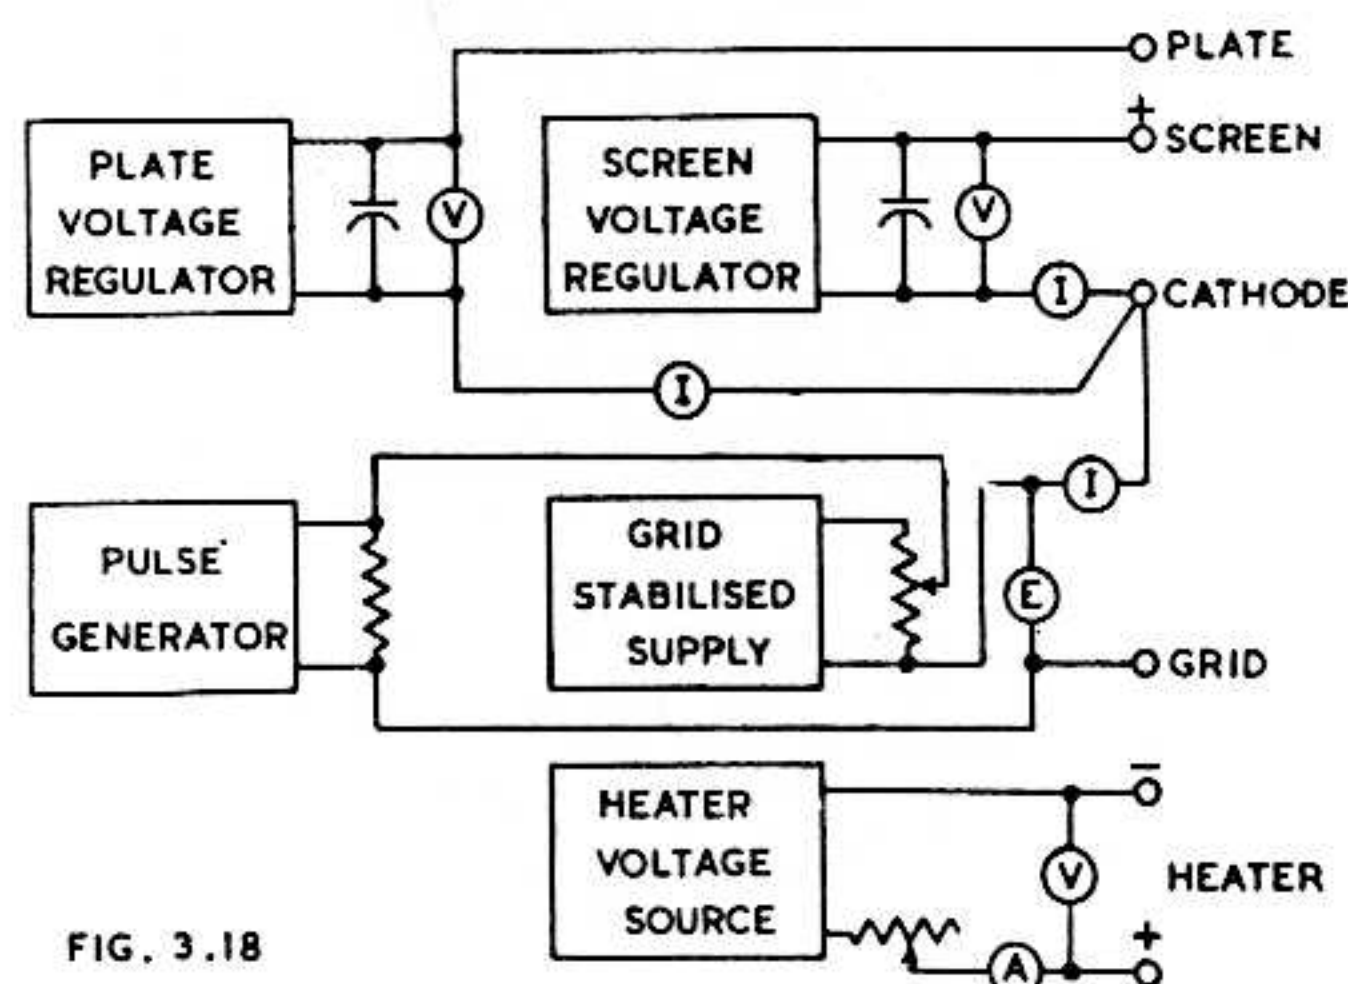 PLATE
+
SCREEN
PLATE
VOLTAGE
REGULATOR
V
SCREEN
VOLTAGE
REGULATOR
V
I
CATHODE
I
PULSE
GENERATOR
GRID
STABILISED
SUPPLY
I
E
GRID
HEATER
VOLTAGE
SOURCE
−
V
HEATER
+
A
FIG. 3.18